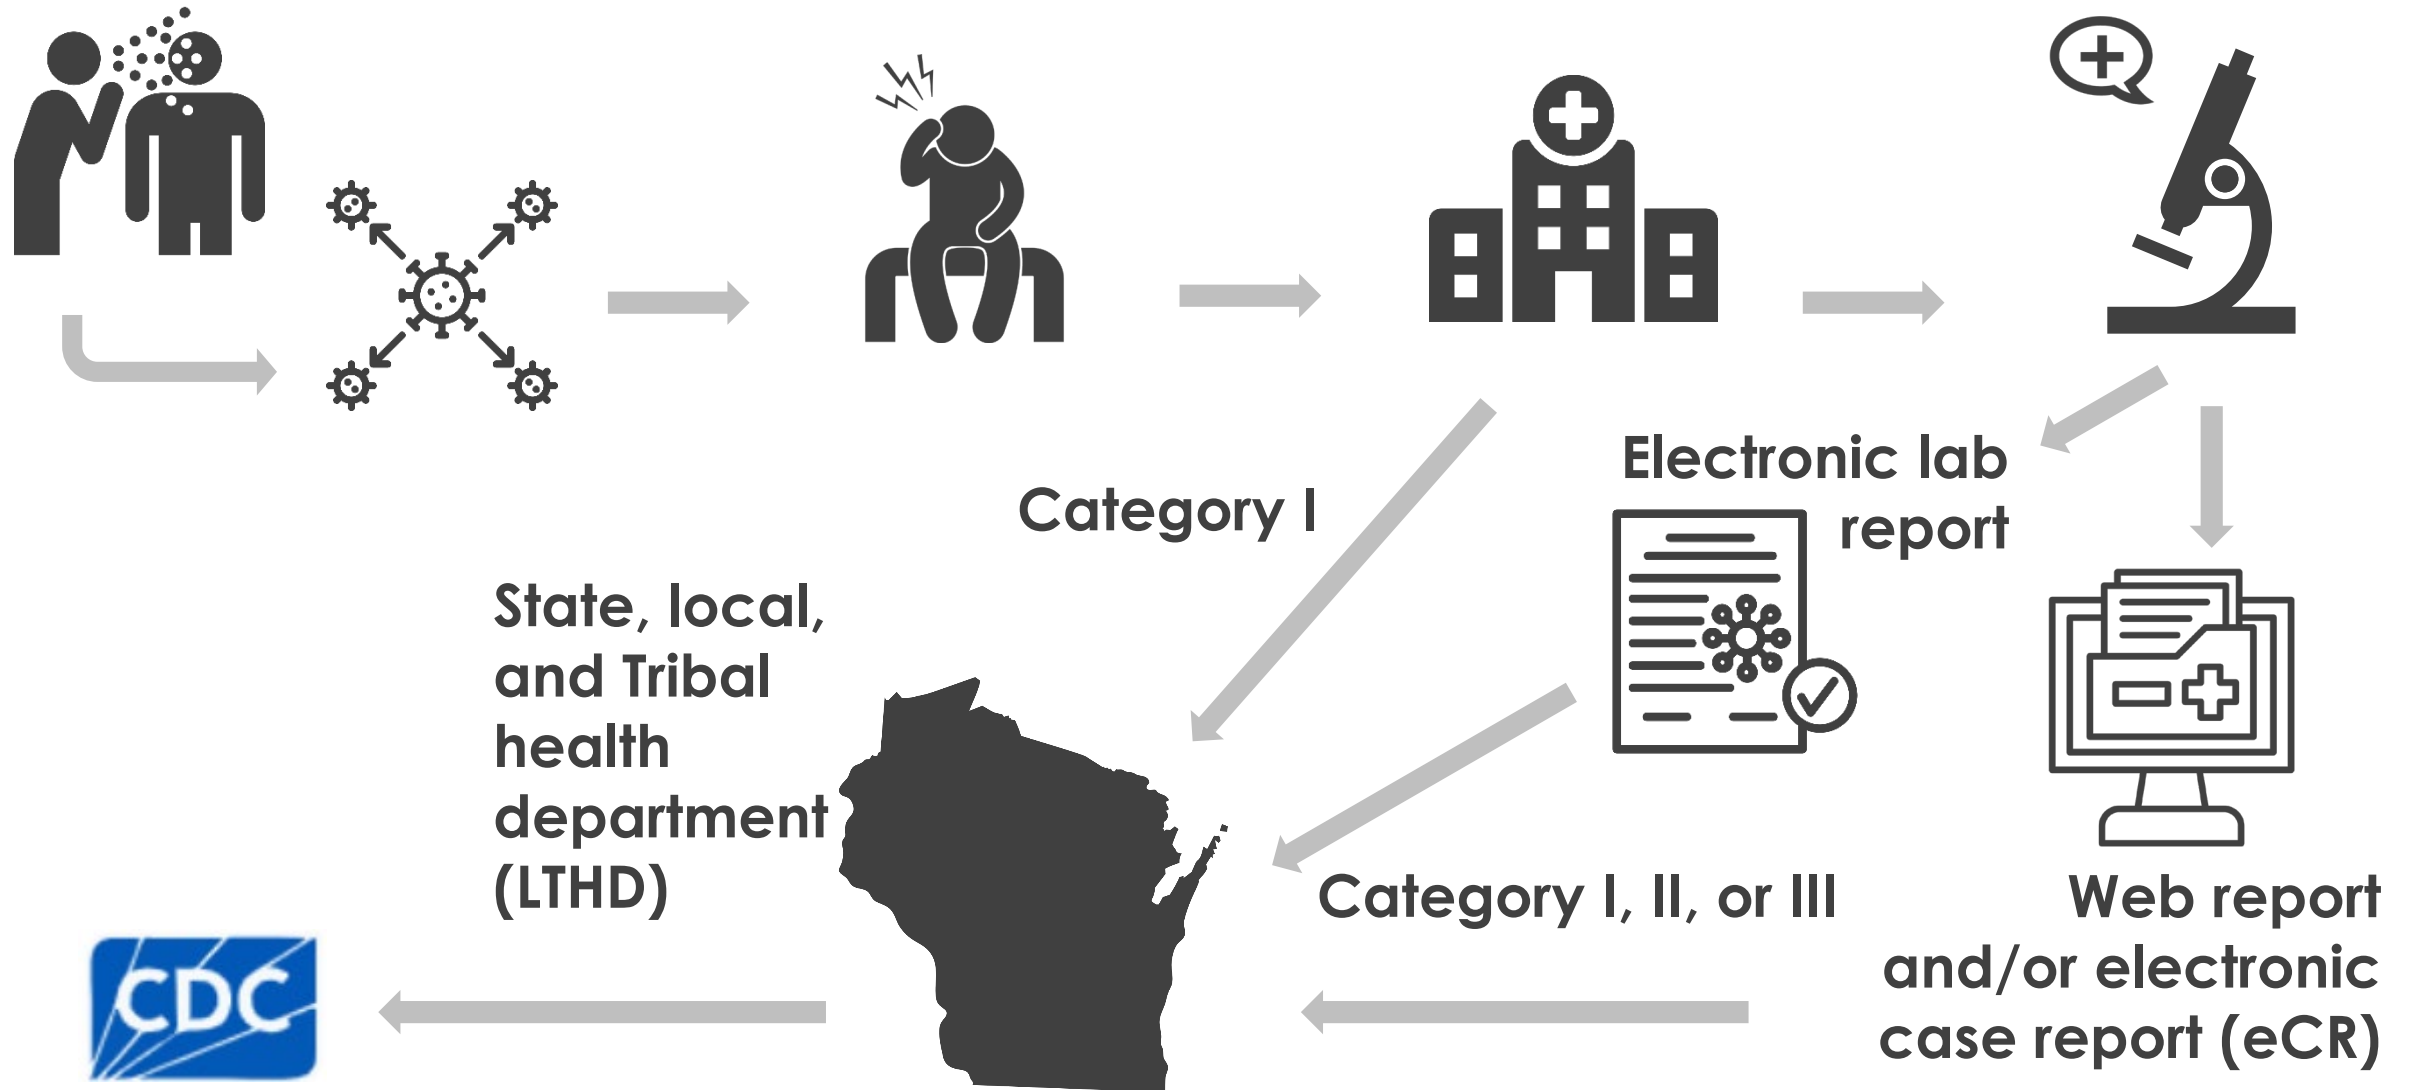 Electronic lab
report
Category I
State, local,
and Tribal
health
department
(LTHD)
Category I, II, or III
Web report
and/or electronic
case report (eCR)
CDC